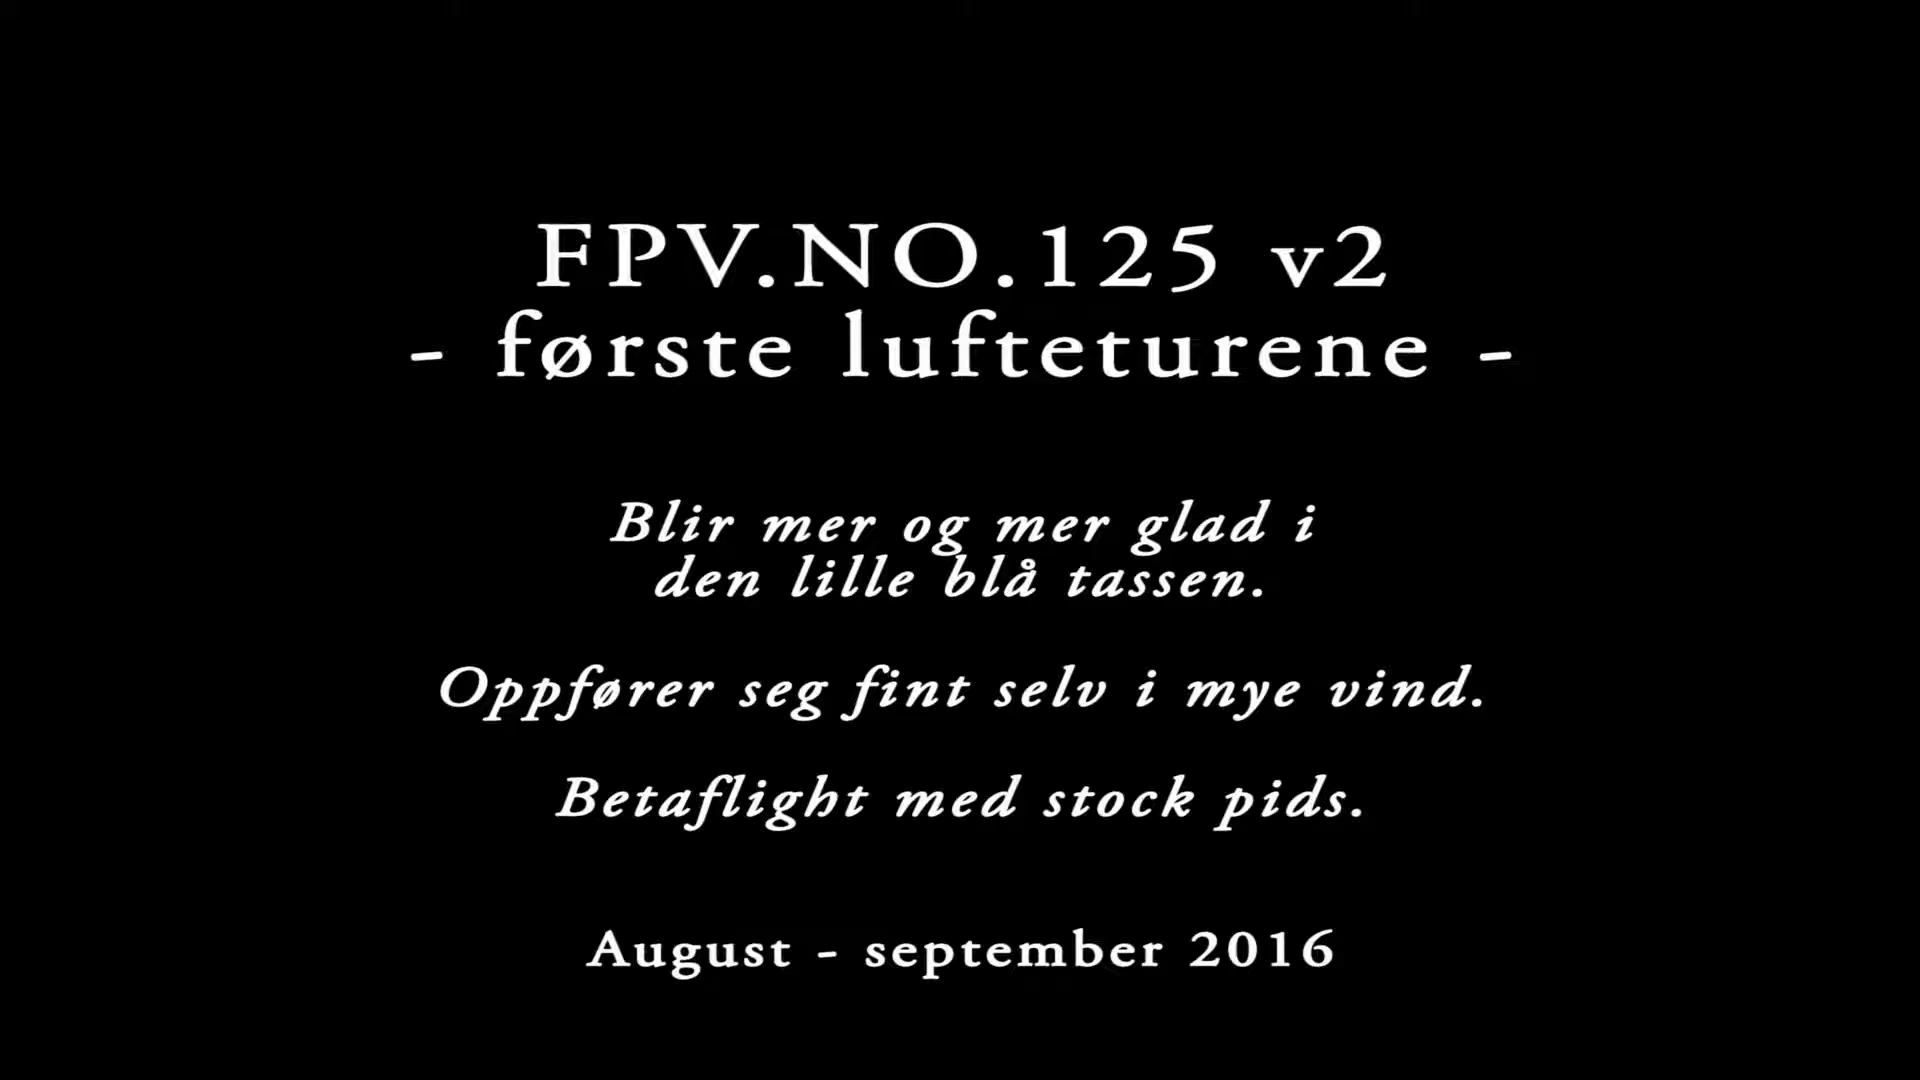 FPV.NO.125 v2
- første lufteturene -
Blir mer og mer glad i
den lille blå tassen.
Oppfører seg fint selv i mye vind.
Betaflight med stock pids.
August - september 2016